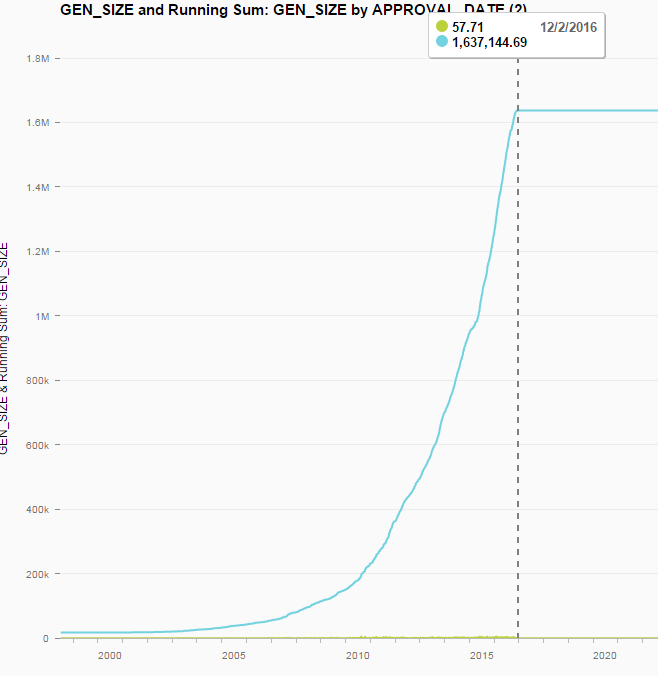 GEN_SIZE and Running Sum: GEN_SIZE by APPROVAL_DATE (2)
57.71 12/2/2016
1,637,144.69
1.8M
1.6M
1.4M
1.2M
1M
800k
600k
400k
200k
0
GEN_SIZE & Running Sum: GEN_SIZE
2000 2005 2010 2015 2020